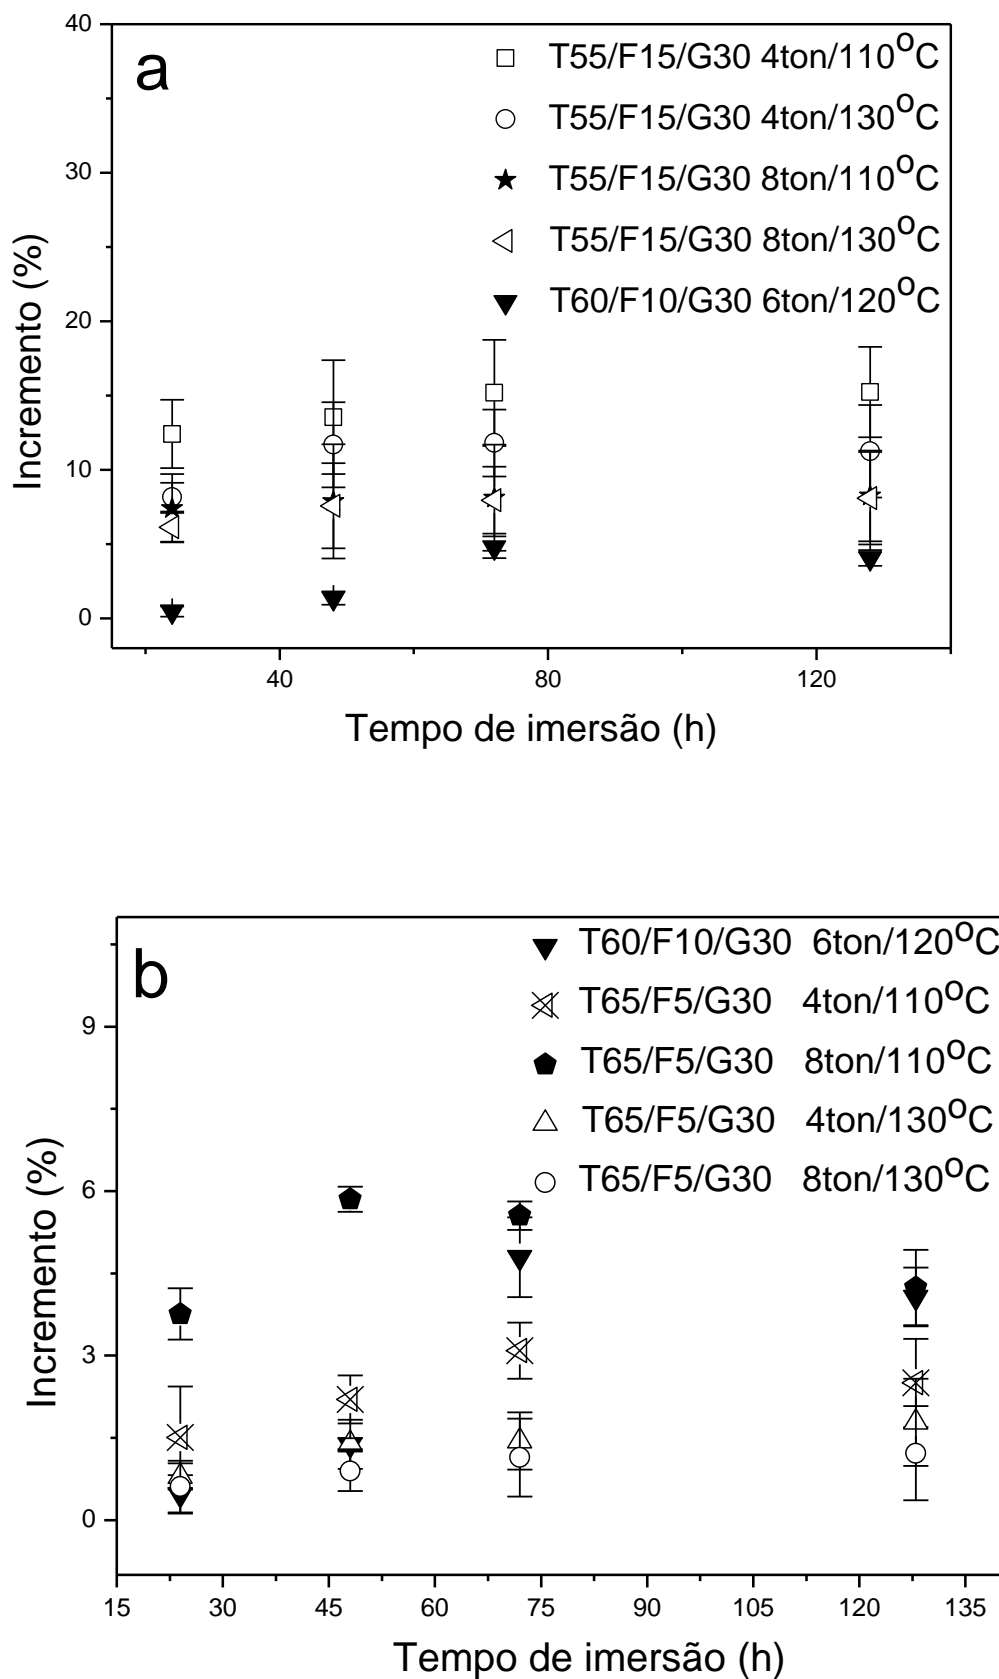 a
T55/F15/G30 4ton/110°C
T55/F15/G30 4ton/130°C
T55/F15/G30 8ton/110°C
T55/F15/G30 8ton/130°C
T60/F10/G30 6ton/120°C
40
30
20
10
0
Incremento (%)
40 80 120
Tempo de imersão (h)
b
T60/F10/G30 6ton/120°C
T65/F5/G30 4ton/110°C
T65/F5/G30 8ton/110°C
T65/F5/G30 4ton/130°C
T65/F5/G30 8ton/130°C
9
6
3
0
Incremento (%)
15 30 45 60 75 90 105 120 135
Tempo de imersão (h)